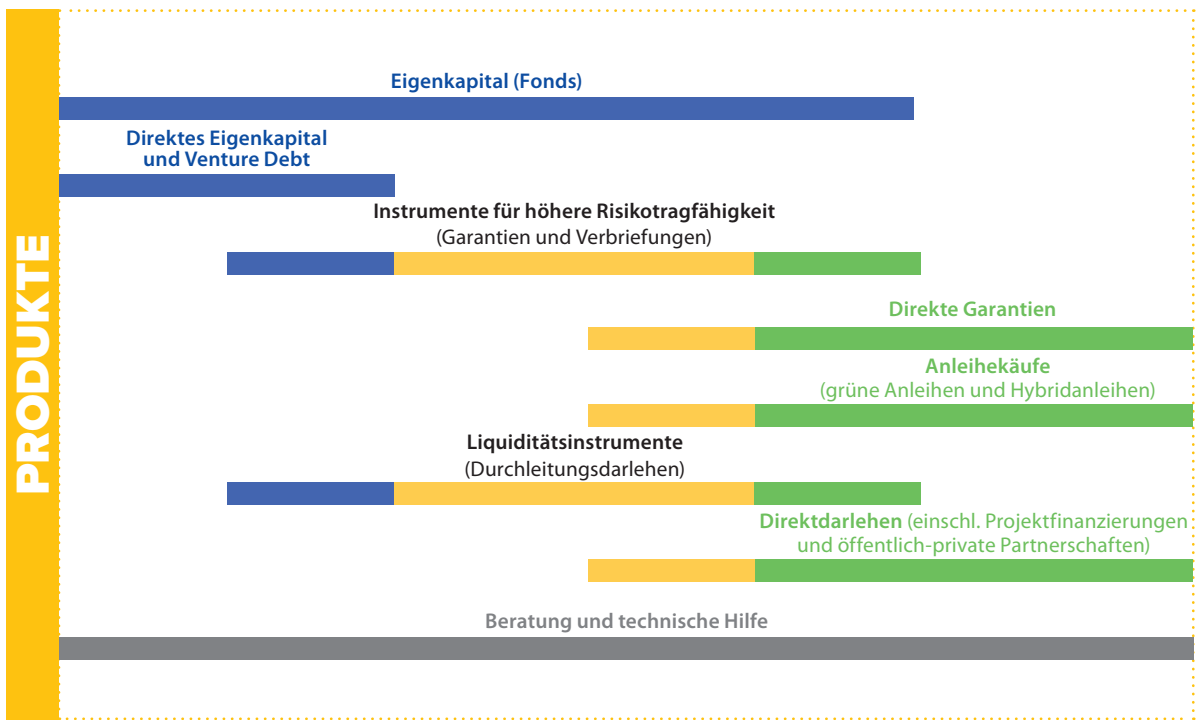 PRODUKTE
Eigenkapital (Fonds)
Direktes Eigenkapital
und Venture Debt
Instrumente für höhere Risikotragfähigkeit
(Garantien und Verbriefungen)
Direkte Garantien
Anleihekäufe
(grüne Anleihen und Hybridanleihen)
Liquiditätsinstrumente
(Durchleitungsdarlehen)
Direktdarlehen (einschl. Projektfinanzierungen
und öffentlich-private Partnerschaften)
Beratung und technische Hilfe